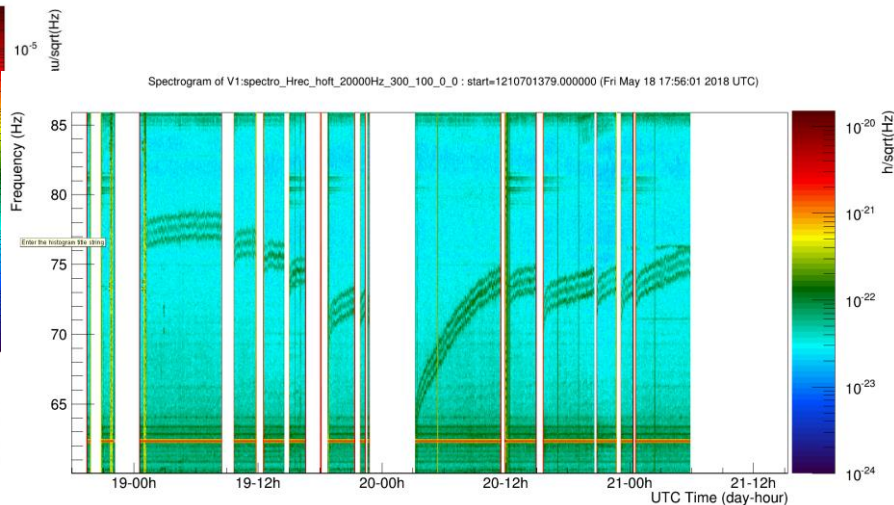 10-5
ıu/sqrt(Hz)
Spectrogram of V1:spectro_Hrec_hoft_20000Hz_300_100_0_0 : start=1210701379.000000 (Fri May 18 17:56:01 2018 UTC)
Frequency (Hz)
85
80
75
70
65
Enter the histogram title string
10-20
10-21
10-22
10-23
10-24
h/sqrt(Hz)
19-00h 19-12h 20-00h 20-12h 21-00h 21-12h
UTC Time (day-hour)